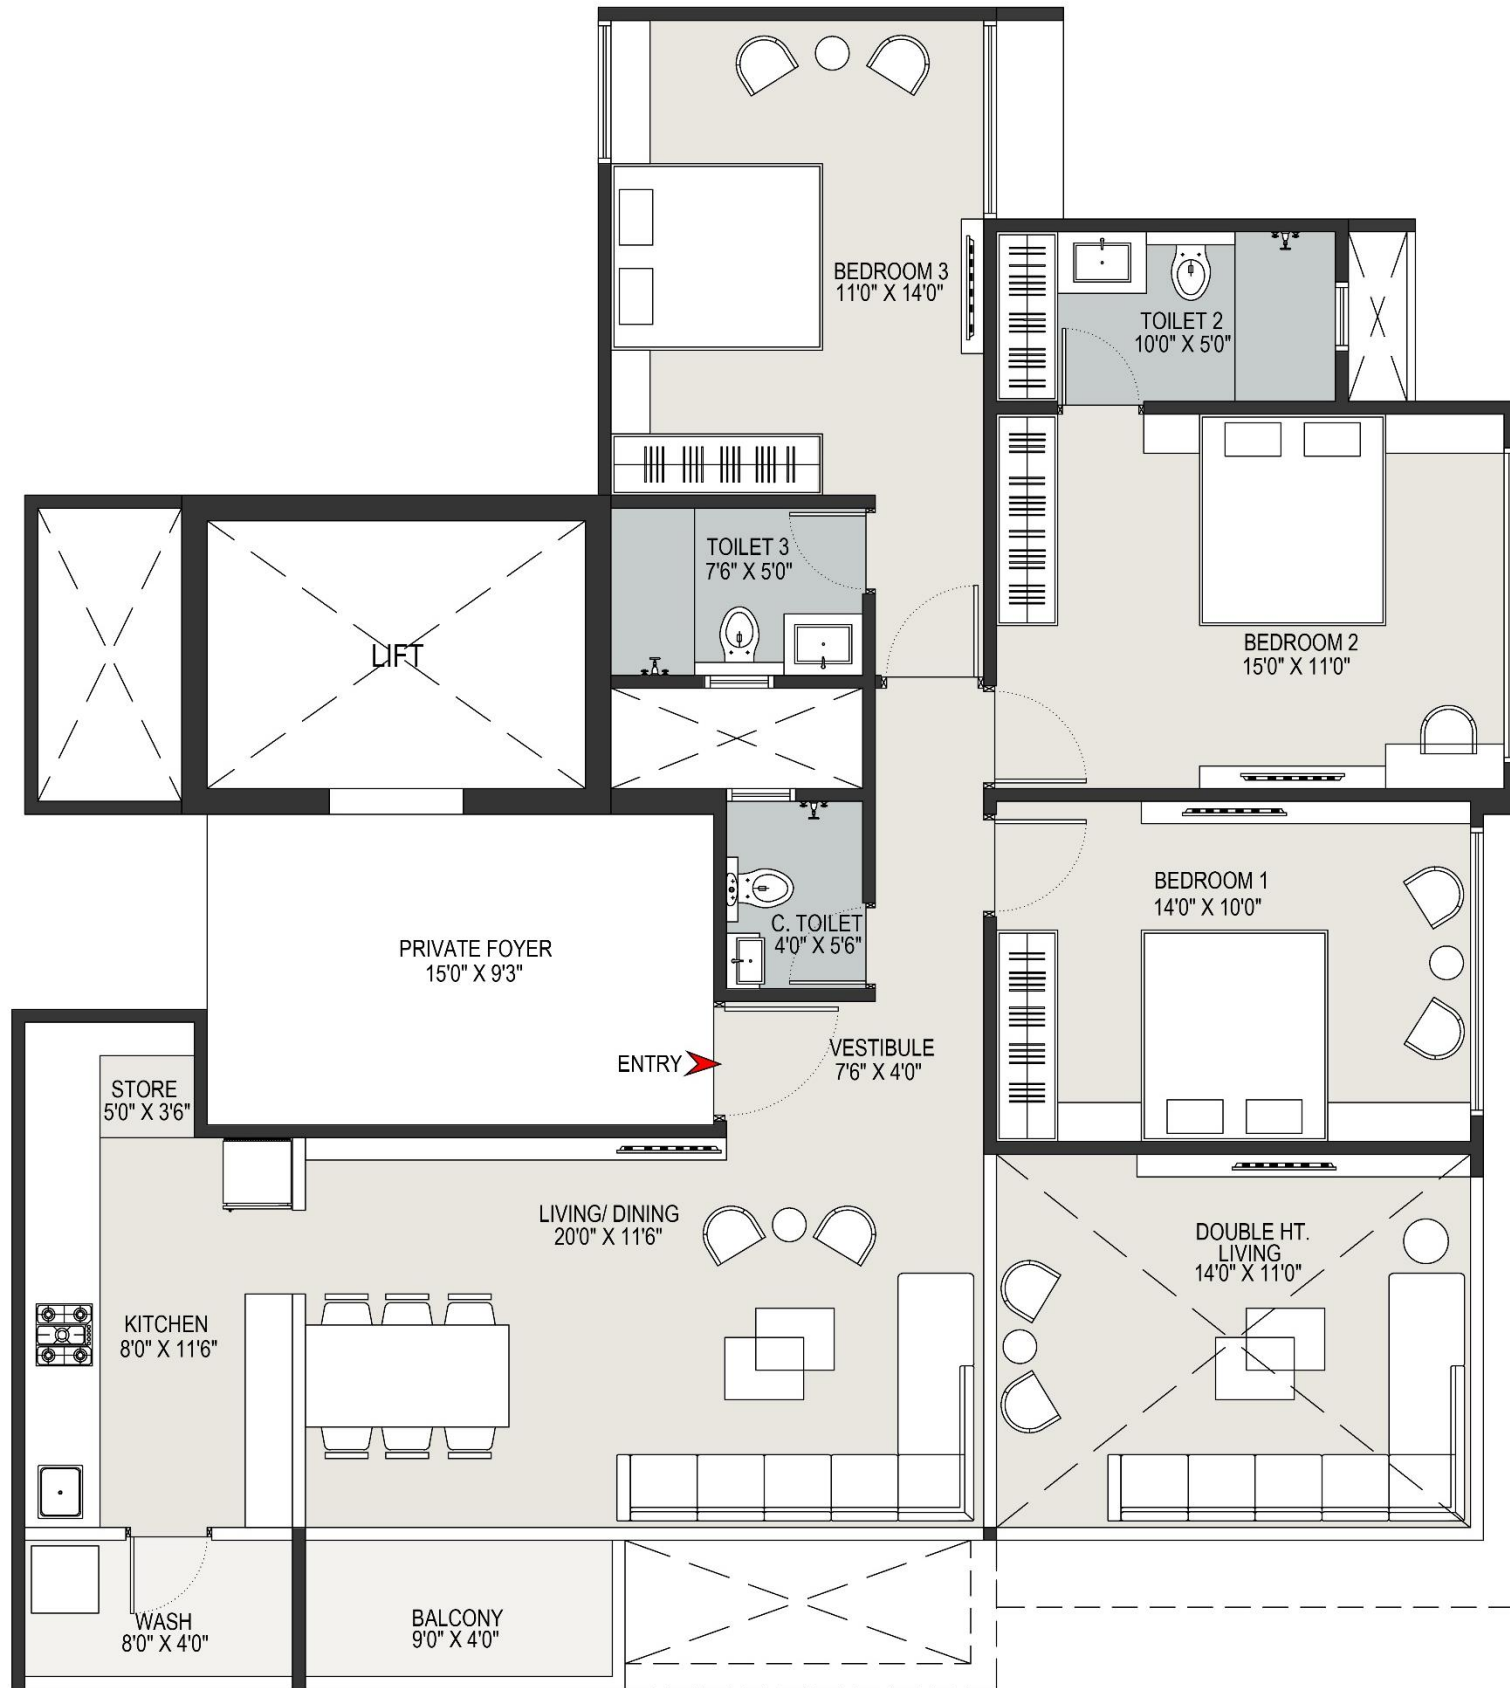 BEDROOM 3
11'0" X 14'0"
TOILET 2
10'0" X 5'0"
TOILET 3
7'6" X 5'0"
LIFT
BEDROOM 2
15'0" X 11'0"
BEDROOM 1
14'0" X 10'0"
C. TOILET
4'0" X 5'6"
PRIVATE FOYER
15'0" X 9'3"
ENTRY
VESTIBULE
7'6" X 4'0"
STORE
5'0" X 3'6"
LIVING/ DINING
20'0" X 11'6"
DOUBLE HT.
LIVING
14'0" X 11'0"
KITCHEN
8'0" X 11'6"
WASH
8'0" X 4'0"
BALCONY
9'0" X 4'0"